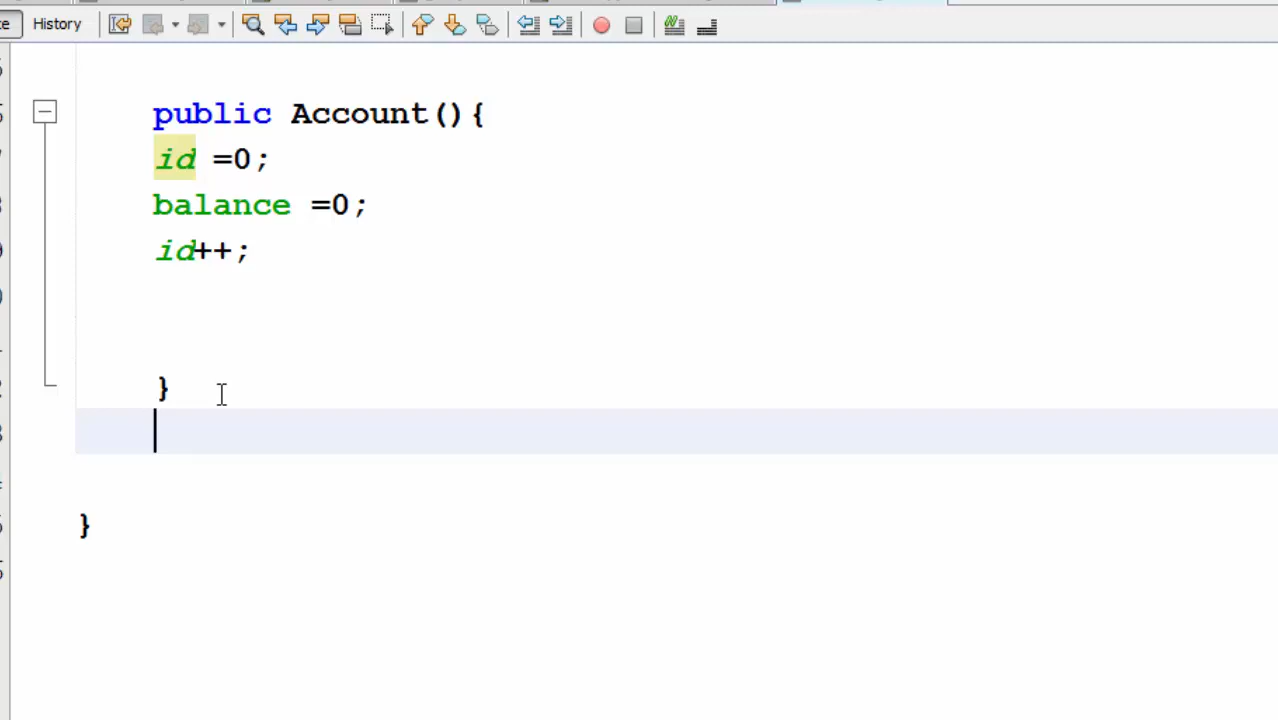 History
public Account(){
id =0;
balance =0;
id++;
}
}